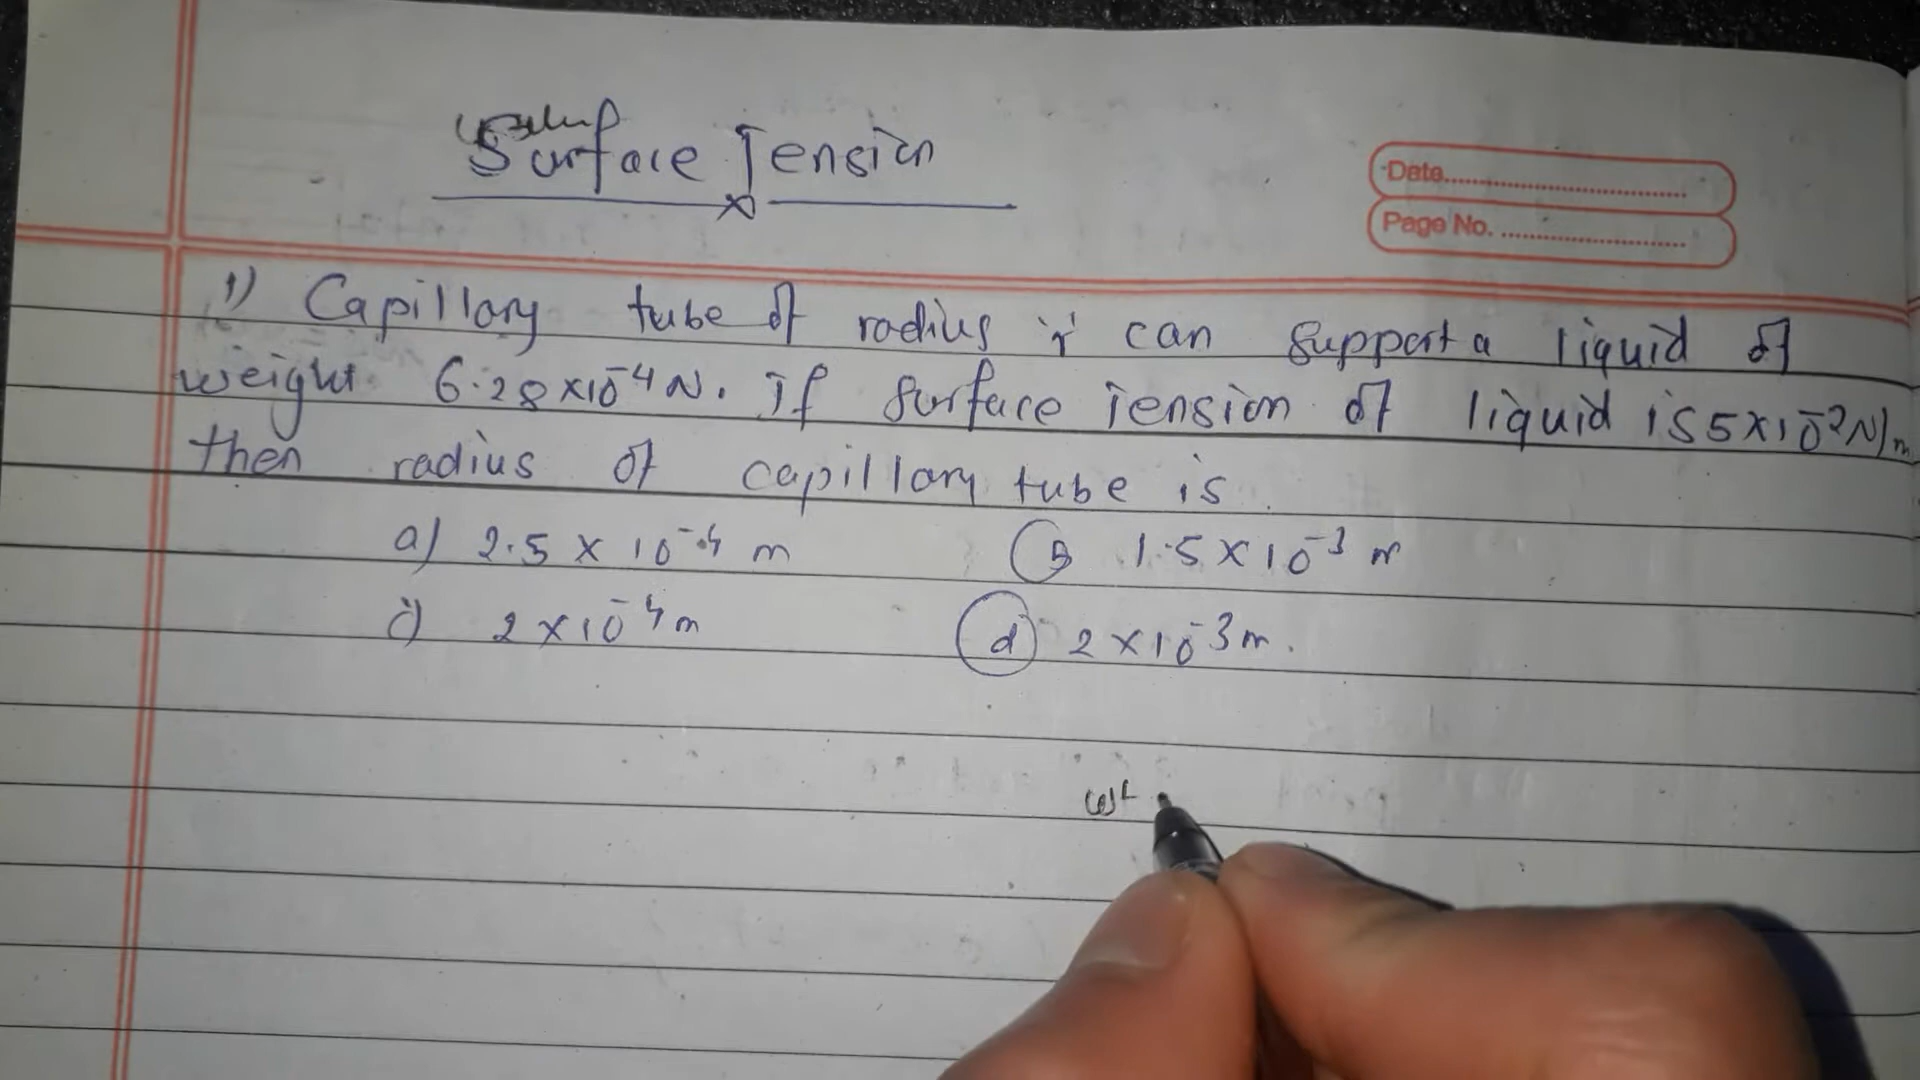 Surface Tension
Date
Page No.
1) Capillary tube of radius 'r' can support a liquid of
weight 6.28×10⁻⁴ N. If surface Tension of liquid is 5×10⁻² N/m
then radius of capillary tube is
a) 2.5 × 10⁻⁴ m
b 1.5 × 10⁻³ m
c) 2 × 10⁻⁴ m
d) 2 × 10⁻³ m.